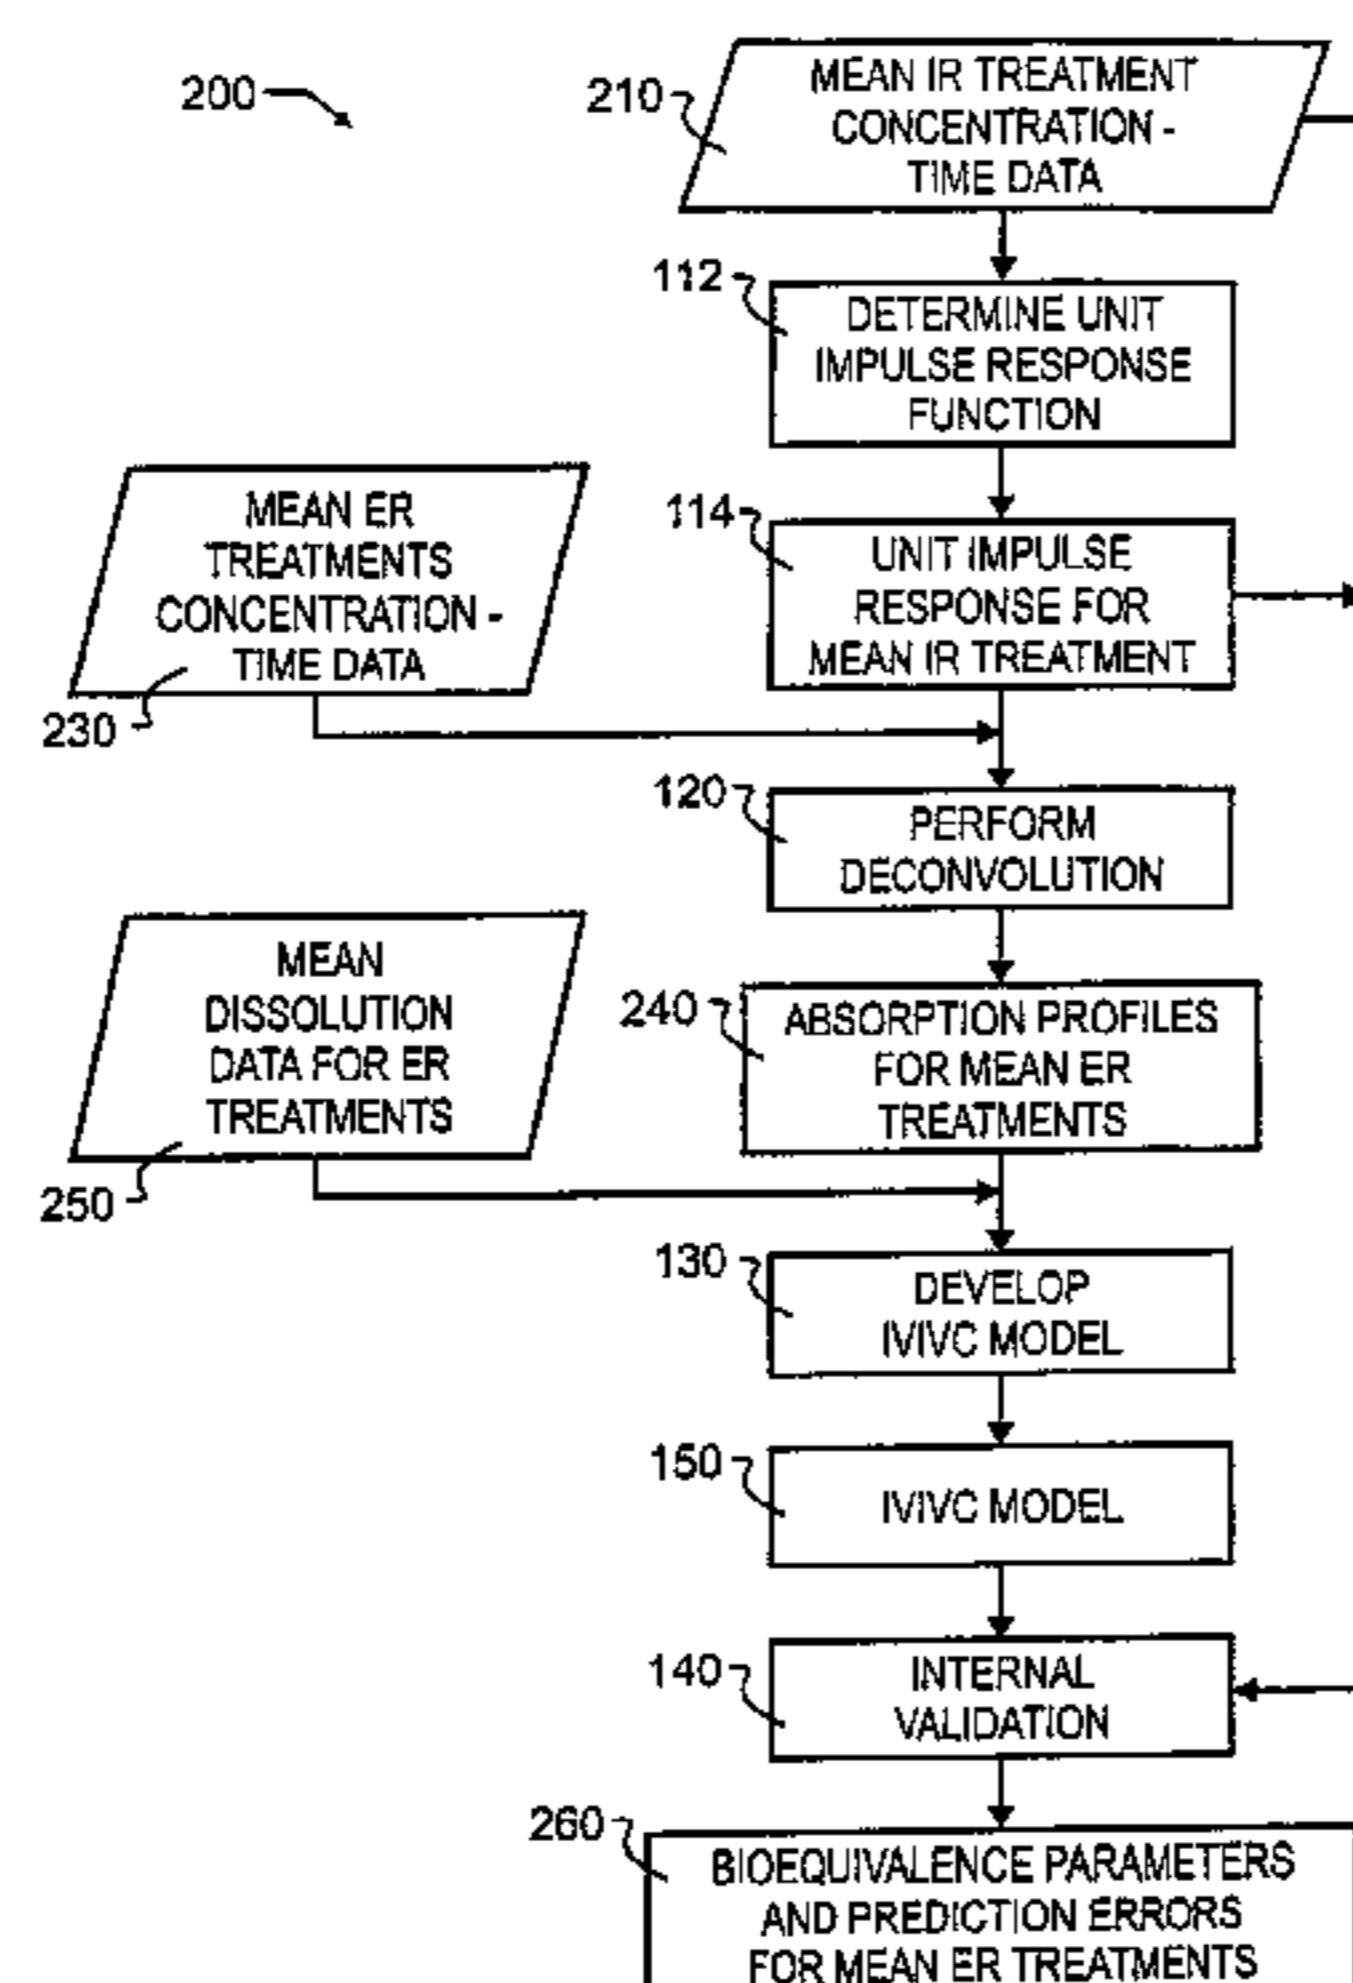 200
210
MEAN IR TREATMENT
CONCENTRATION -
TIME DATA
112
DETERMINE UNIT
IMPULSE RESPONSE
FUNCTION
MEAN ER
TREATMENTS
CONCENTRATION -
TIME DATA
230
114
UNIT IMPULSE
RESPONSE FOR
MEAN IR TREATMENT
120
PERFORM
DECONVOLUTION
MEAN
DISSOLUTION
DATA FOR ER
TREATMENTS
250
240
ABSORPTION PROFILES
FOR MEAN ER
TREATMENTS
130
DEVELOP
IVIVC MODEL
150
IVIVC MODEL
140
INTERNAL
VALIDATION
260
BIOEQUIVALENCE PARAMETERS
AND PREDICTION ERRORS
FOR MEAN ER TREATMENTS